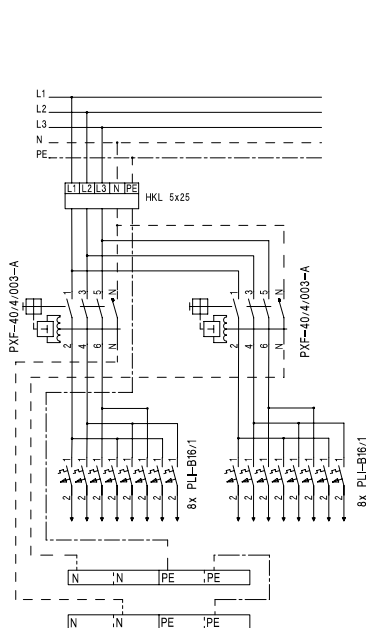 L1
L2
L3
N
PE
L1 L2 L3 N PE
HKL 5x25
PXF-40/4/003-A
1 3 5 N
2 4 6 N
1 3 5 N
2 4 6 N
PXF-40/4/003-A
1 1 1 1 1 1 1 1
2 2 2 2 2 2 2 2
8x PLI-B16/1
1 1 1 1 1 1 1 1
2 2 2 2 2 2 2 2
8x PLI-B16/1
N N PE PE
N N PE PE